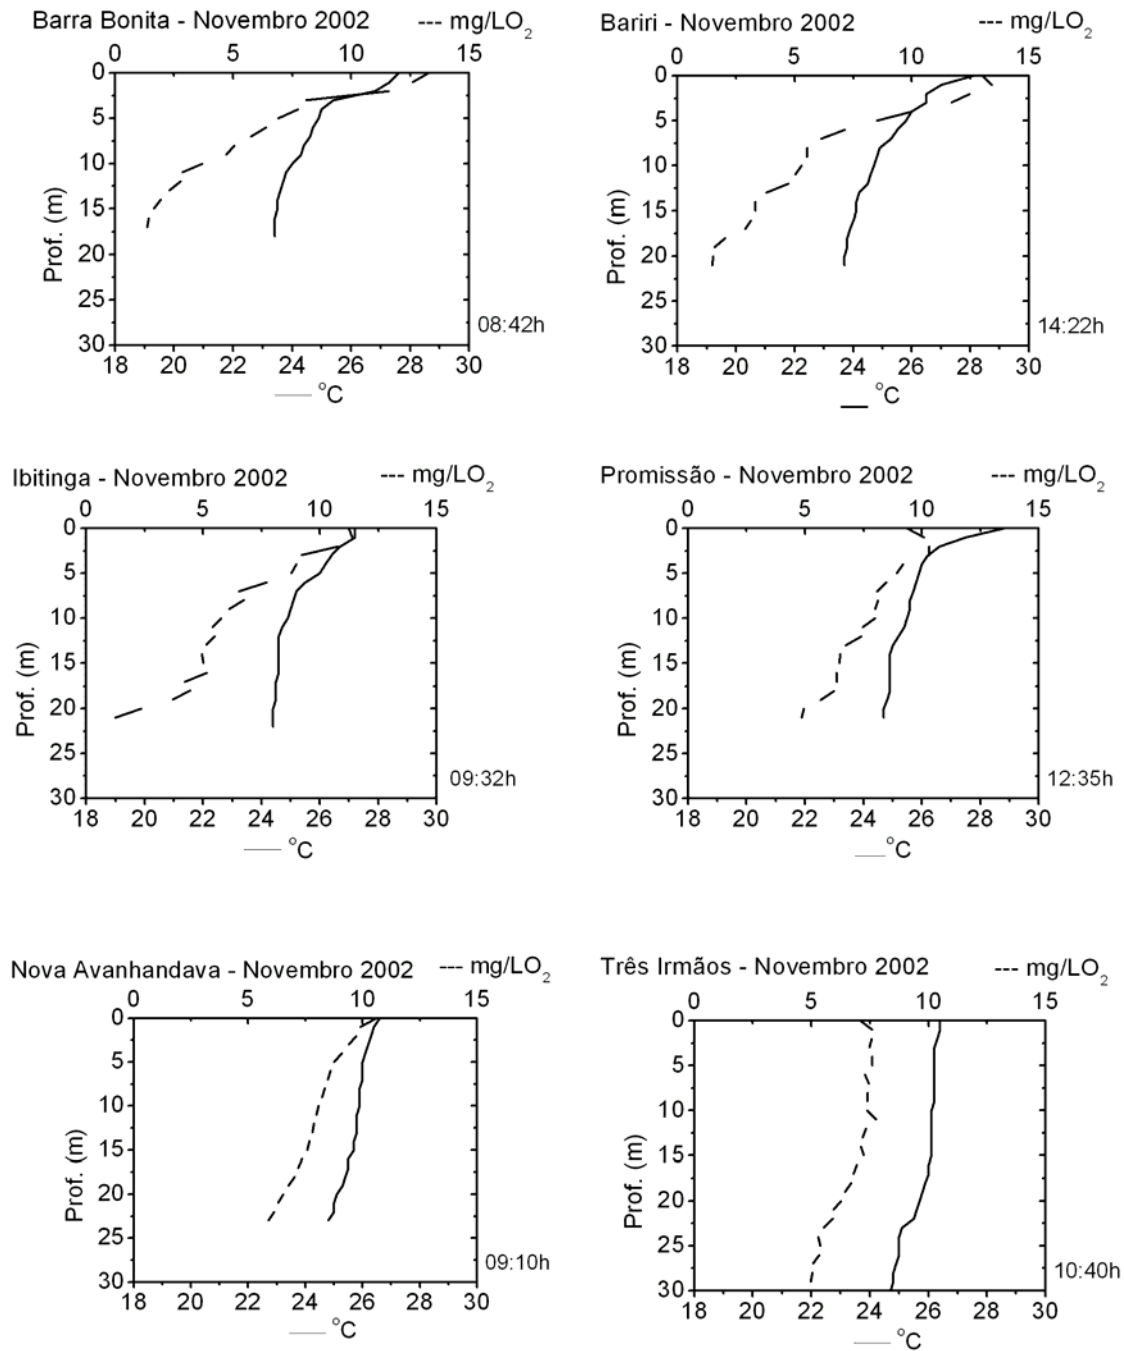 Barra Bonita - Novembro 2002 --- mg/LO2
0 5 10 15
0
5
10
15
20
25
30
Prof. (m)
08:42h
18 20 22 24 26 28 30
— °C
Bariri - Novembro 2002 --- mg/LO2
0 5 10 15
0
5
10
15
20
25
30
Prof. (m)
14:22h
18 20 22 24 26 28 30
— °C
Ibitinga - Novembro 2002 --- mg/LO2
0 5 10 15
0
5
10
15
20
25
30
Prof. (m)
09:32h
18 20 22 24 26 28 30
— °C
Promissão - Novembro 2002 --- mg/LO2
0 5 10 15
0
5
10
15
20
25
30
Prof. (m)
12:35h
18 20 22 24 26 28 30
— °C
Nova Avanhandava - Novembro 2002 --- mg/LO2
0 5 10 15
0
5
10
15
20
25
30
Prof. (m)
09:10h
18 20 22 24 26 28 30
— °C
Três Irmãos - Novembro 2002 --- mg/LO2
0 5 10 15
0
5
10
15
20
25
30
Prof. (m)
10:40h
18 20 22 24 26 28 30
— °C